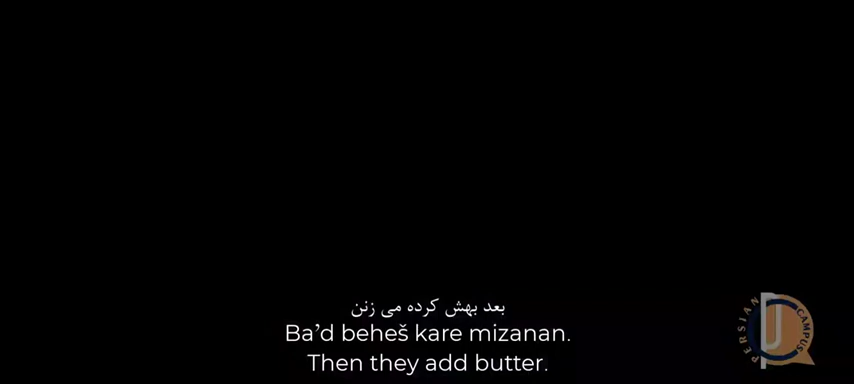 بعد بهش کرده می زنن
Ba'd beheš kare mizanan.
Then they add butter.
PERSIAN CAMPUS